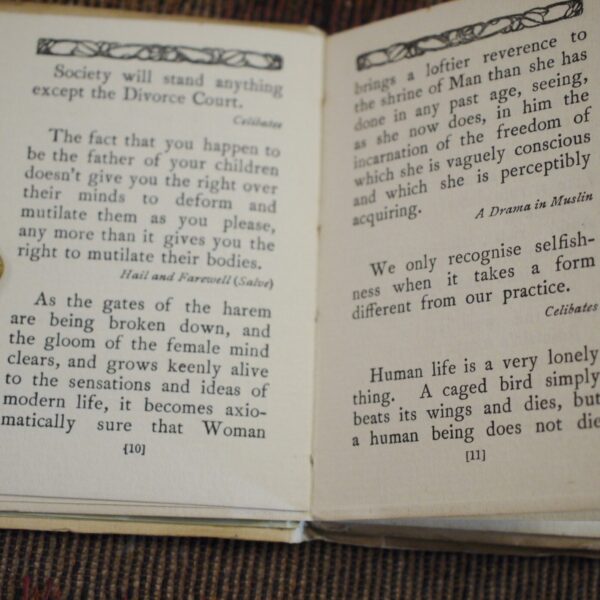 Society will stand anything
except the Divorce Court.
Celibates
The fact that you happen to
be the father of your children
doesn't give you the right over
their minds to deform and
mutilate them as you please,
any more than it gives you the
right to mutilate their bodies.
Hail and Farewell (Salve)
As the gates of the harem
are being broken down, and
the gloom of the female mind
clears, and grows keenly alive
to the sensations and ideas of
modern life, it becomes axio-
matically sure that Woman
[10]
brings a loftier reverence to
the shrine of Man than she has
done in any past age, seeing,
as she now does, in him the
incarnation of the freedom of
which she is vaguely conscious
and which she is perceptibly
acquiring.
A Drama in Muslin
We only recognise selfish-
ness when it takes a form
different from our practice.
Celibates
Human life is a very lonely
thing. A caged bird simply
beats its wings and dies, but
a human being does not die
[11]